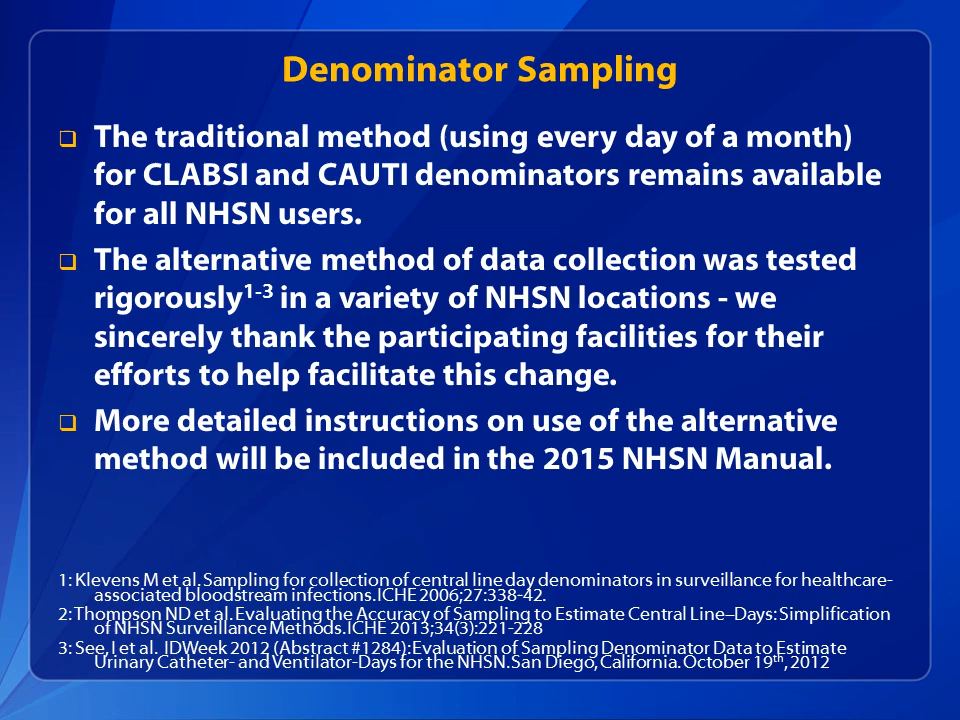 Denominator Sampling
The traditional method (using every day of a month)
for CLABSI and CAUTI denominators remains available
for all NHSN users.
The alternative method of data collection was tested
rigorously1-3 in a variety of NHSN locations - we
sincerely thank the participating facilities for their
efforts to help facilitate this change.
More detailed instructions on use of the alternative
method will be included in the 2015 NHSN Manual.
1: Klevens M et al. Sampling for collection of central line day denominators in surveillance for healthcare-
associated bloodstream infections. ICHE 2006;27:338-42.
2: Thompson ND et al. Evaluating the Accuracy of Sampling to Estimate Central Line–Days: Simplification
of NHSN Surveillance Methods. ICHE 2013;34(3):221-228
3: See, I et al. IDWeek 2012 (Abstract #1284): Evaluation of Sampling Denominator Data to Estimate
Urinary Catheter- and Ventilator-Days for the NHSN. San Diego, California. October 19th, 2012